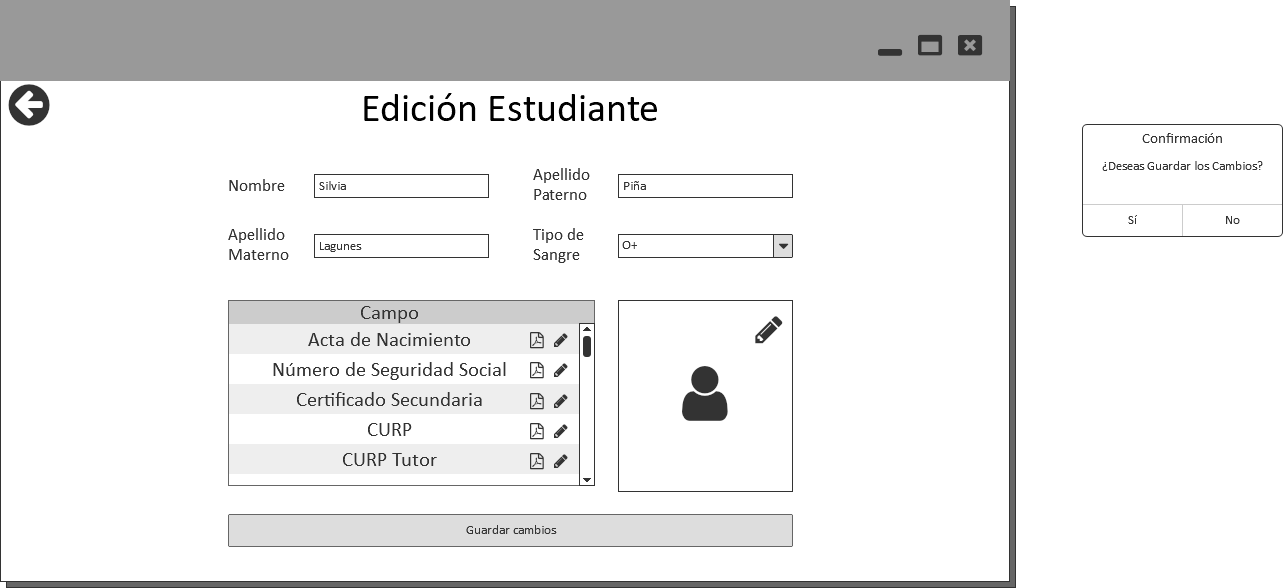 Edición Estudiante
Nombre
Silvia
Apellido
Paterno
Piña
Apellido
Materno
Lagunes
Tipo de
Sangre
O+
Campo
Acta de Nacimiento
Número de Seguridad Social
Certificado Secundaria
CURP
CURP Tutor
Guardar cambios
Confirmación
¿Deseas Guardar los Cambios?
Sí
No